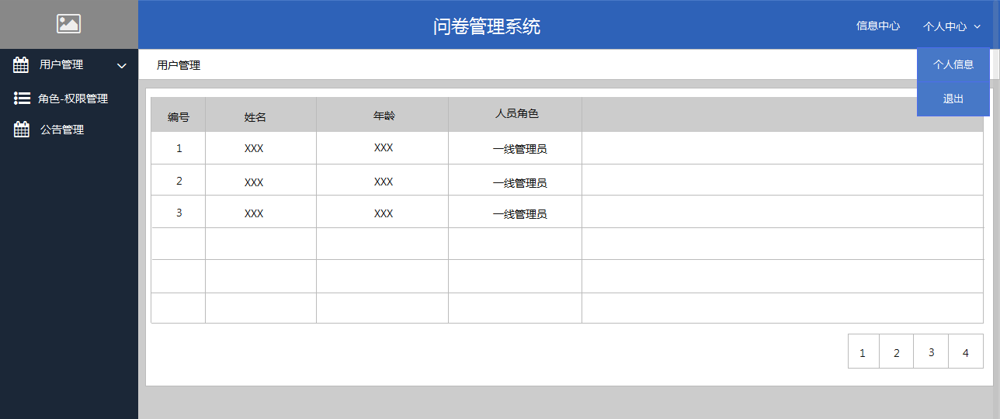 问卷管理系统
信息中心
个人中心
个人信息
退出
用户管理
角色-权限管理
公告管理
用户管理
编号 姓名 年龄 人员角色
1 XXX XXX 一线管理员
2 XXX XXX 一线管理员
3 XXX XXX 一线管理员
1 2 3 4